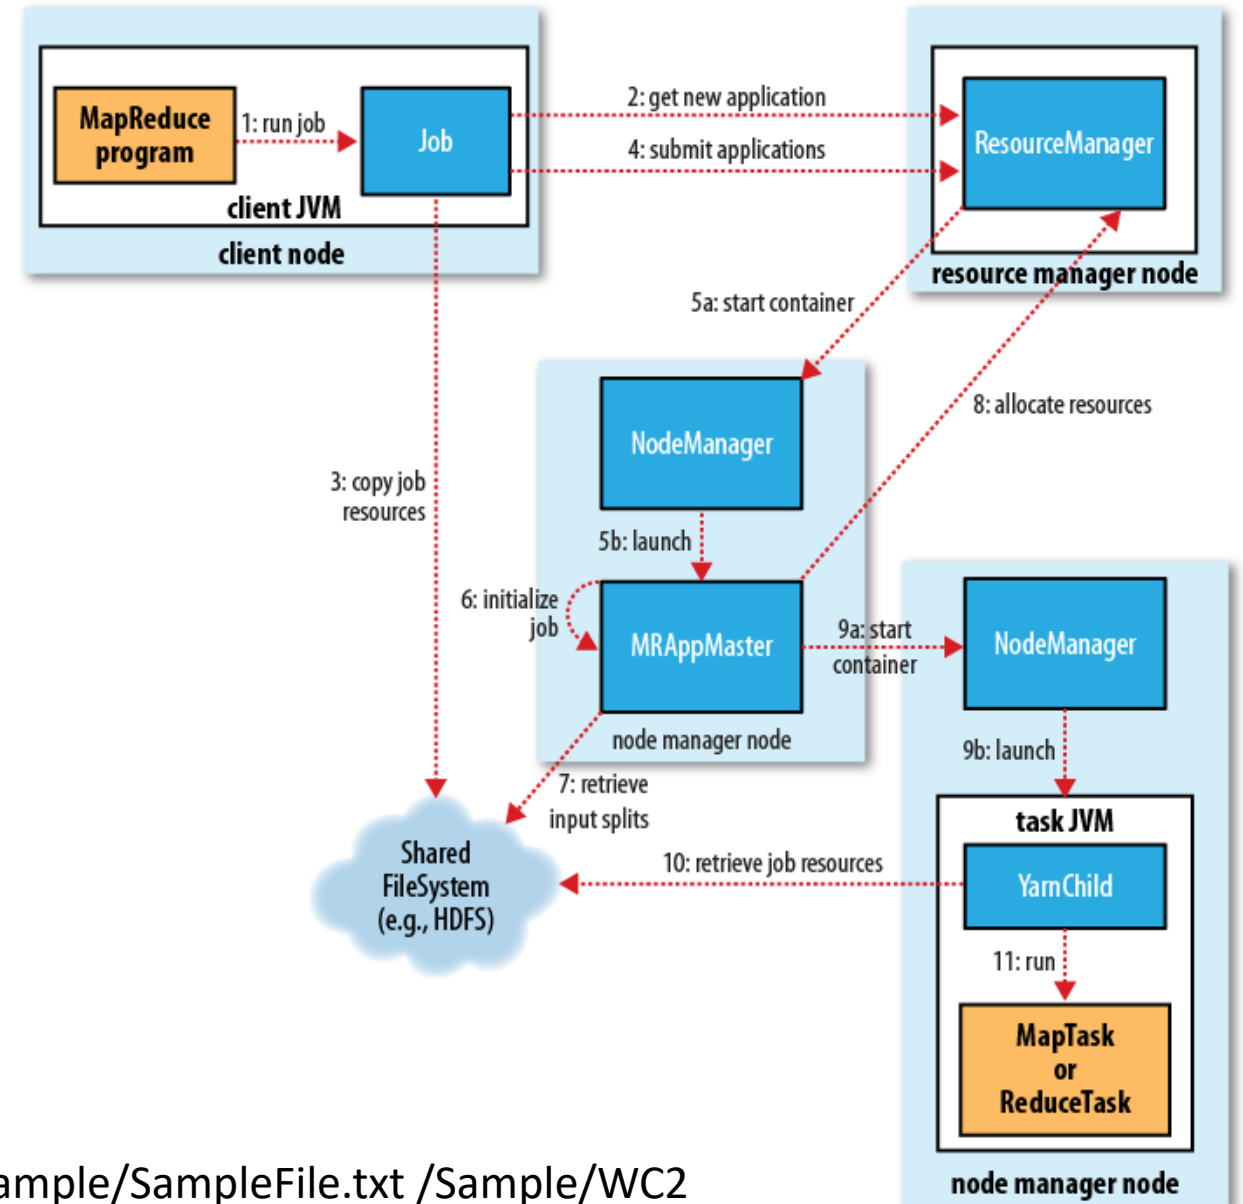 MapReduce
program
1: run job
Job
client JVM
client node
2: get new application
4: submit applications
ResourceManager
resource manager node
5a: start container
8: allocate resources
3: copy job
resources
NodeManager
5b: launch
6: initialize
job
MRAppMaster
node manager node
9a: start
container
NodeManager
9b: launch
7: retrieve
input splits
task JVM
Shared
FileSystem
(e.g., HDFS)
10: retrieve job resources
YarnChild
11: run
MapTask
or
ReduceTask
node manager node
ample/SampleFile.txt /Sample/WC2